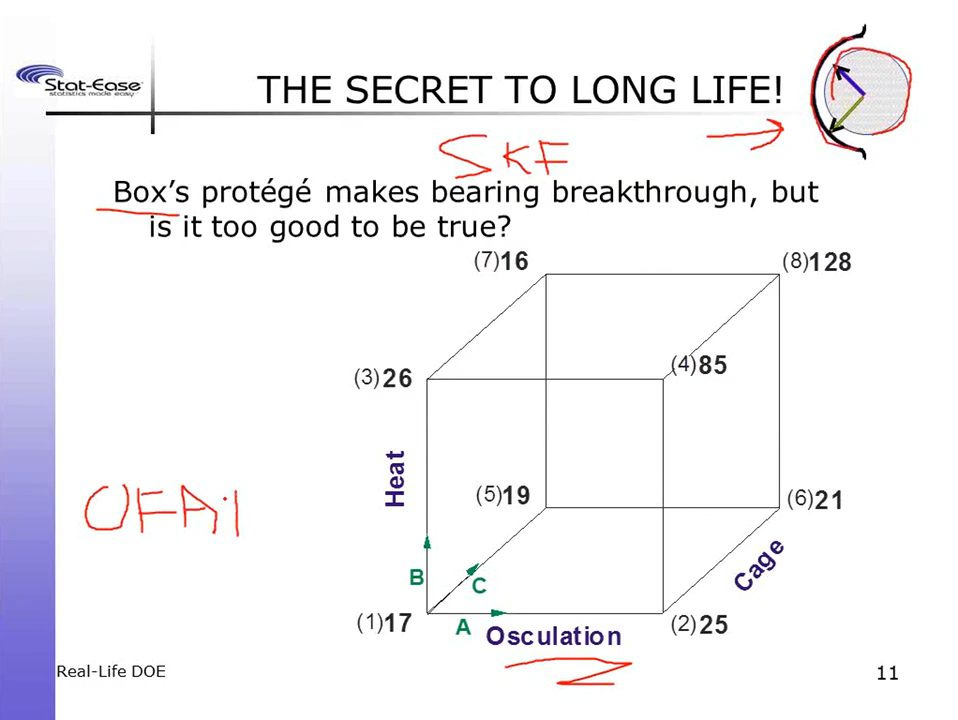 Stat-Ease
statistics made easy
THE SECRET TO LONG LIFE!
SKF
Box's protégé makes bearing breakthrough, but
is it too good to be true?
(7) 16
(8) 128
(3) 26
(4) 85
Heat
(5) 19
(6) 21
OFAT
B
C
Cage
(1) 17
A
Osculation
(2) 25
Real-Life DOE
11